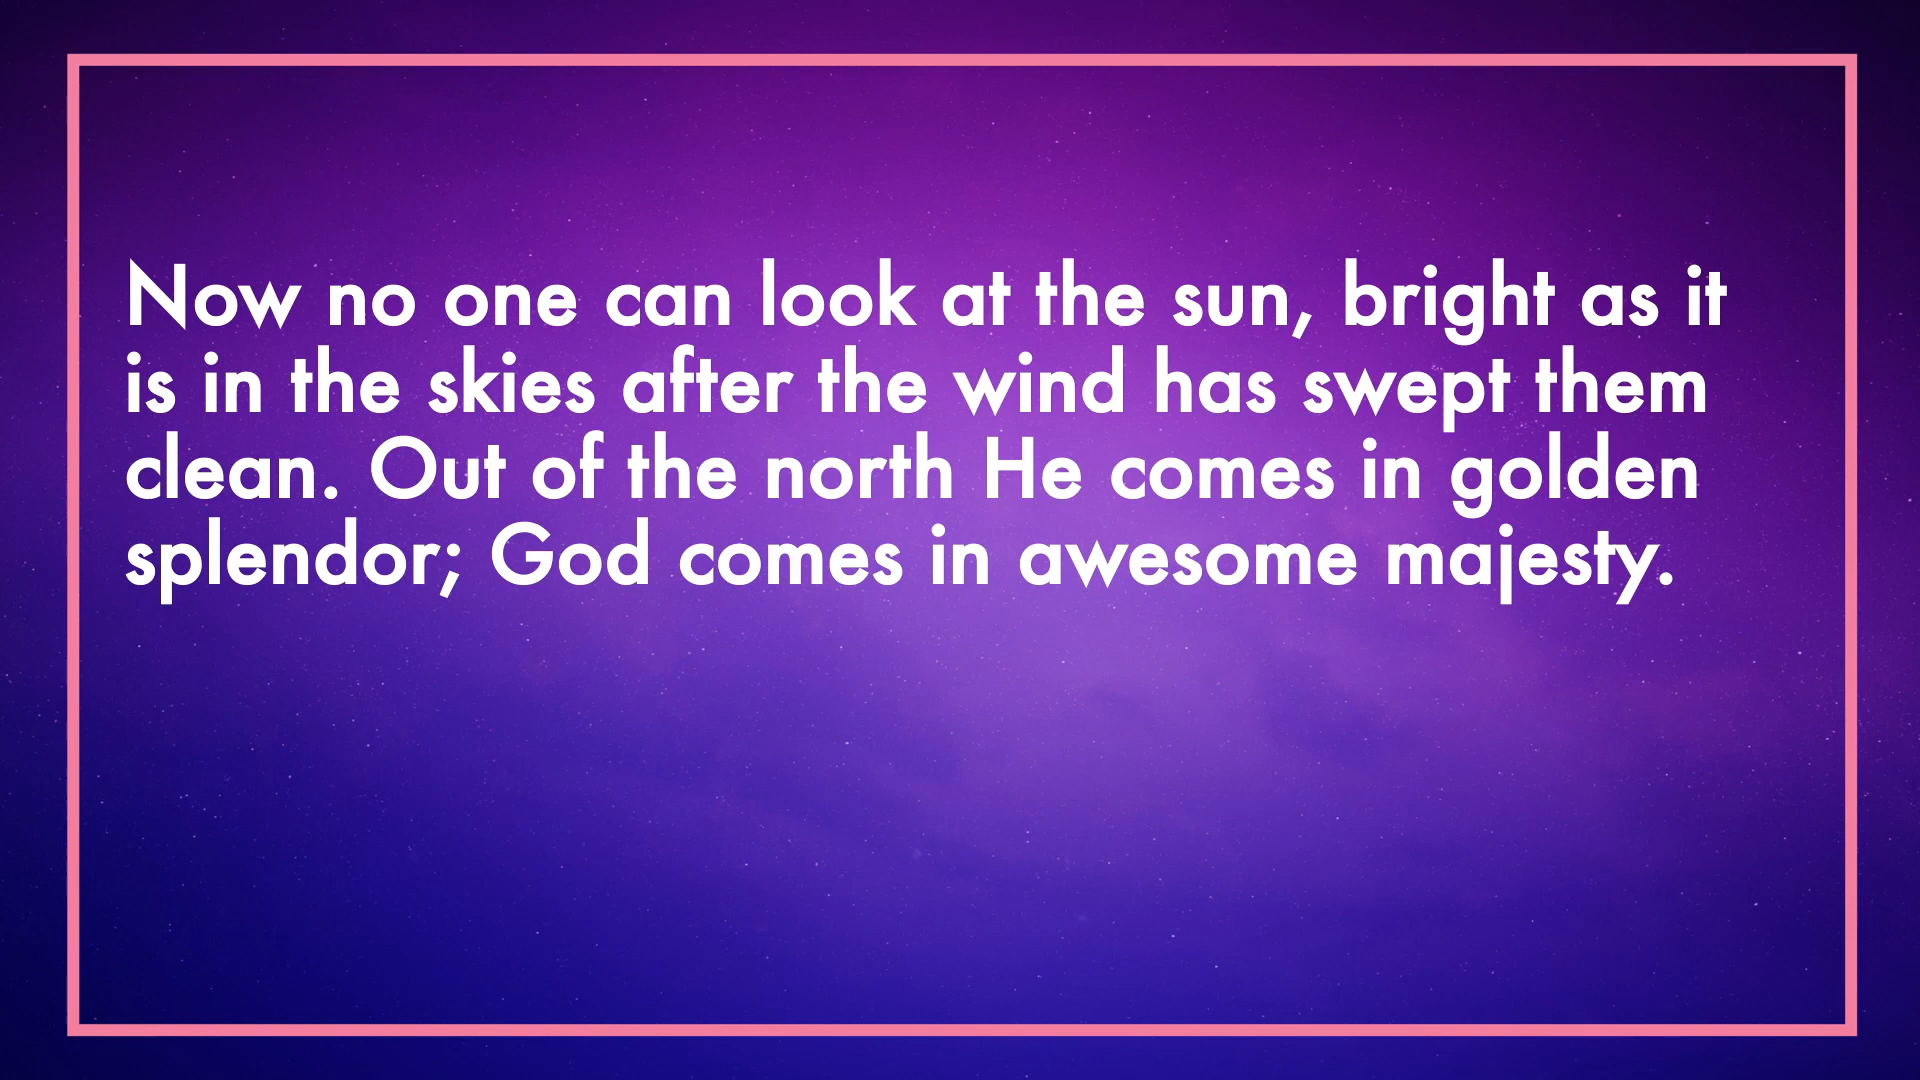 Now no one can look at the sun, bright as it
is in the skies after the wind has swept them
clean. Out of the north He comes in golden
splendor; God comes in awesome majesty.